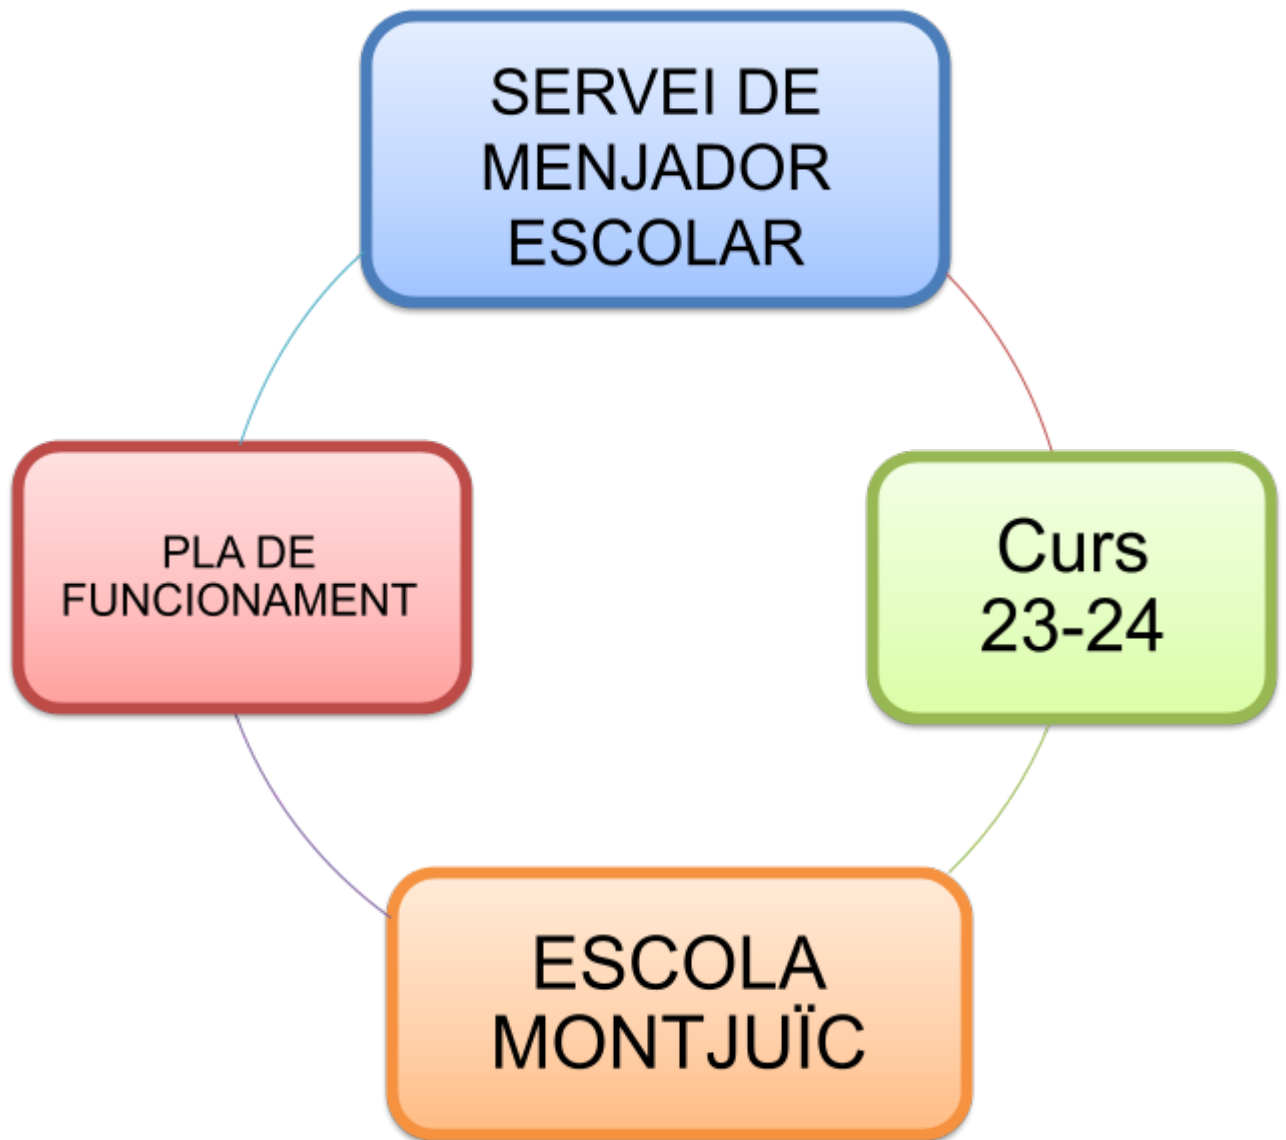 SERVEI DE
MENJADOR
ESCOLAR
PLA DE
FUNCIONAMENT
Curs
23-24
ESCOLA
MONTJUÏC